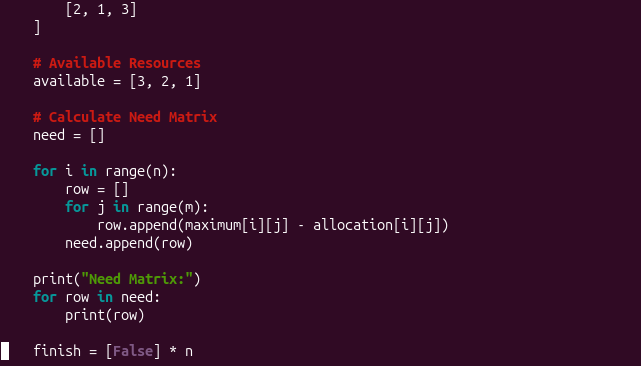 [2, 1, 3]
    ]

    # Available Resources
    available = [3, 2, 1]

    # Calculate Need Matrix
    need = []

    for i in range(n):
        row = []
        for j in range(m):
            row.append(maximum[i][j] - allocation[i][j])
        need.append(row)

    print("Need Matrix:")
    for row in need:
        print(row)

    finish = [False] * n